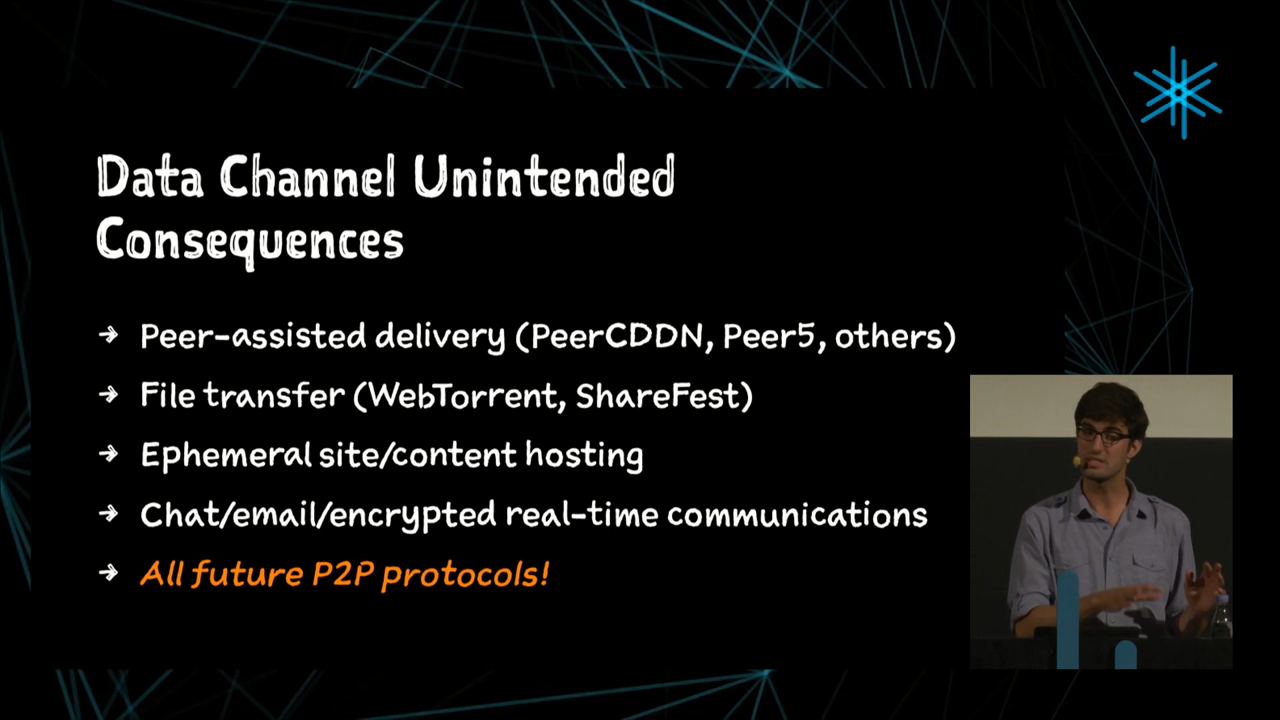 Data Channel Unintended
Consequences
→ Peer-assisted delivery (PeerCDDN, Peer5, others)
→ File transfer (WebTorrent, ShareFest)
→ Ephemeral site/content hosting
→ Chat/email/encrypted real-time communications
→ All future P2P protocols!